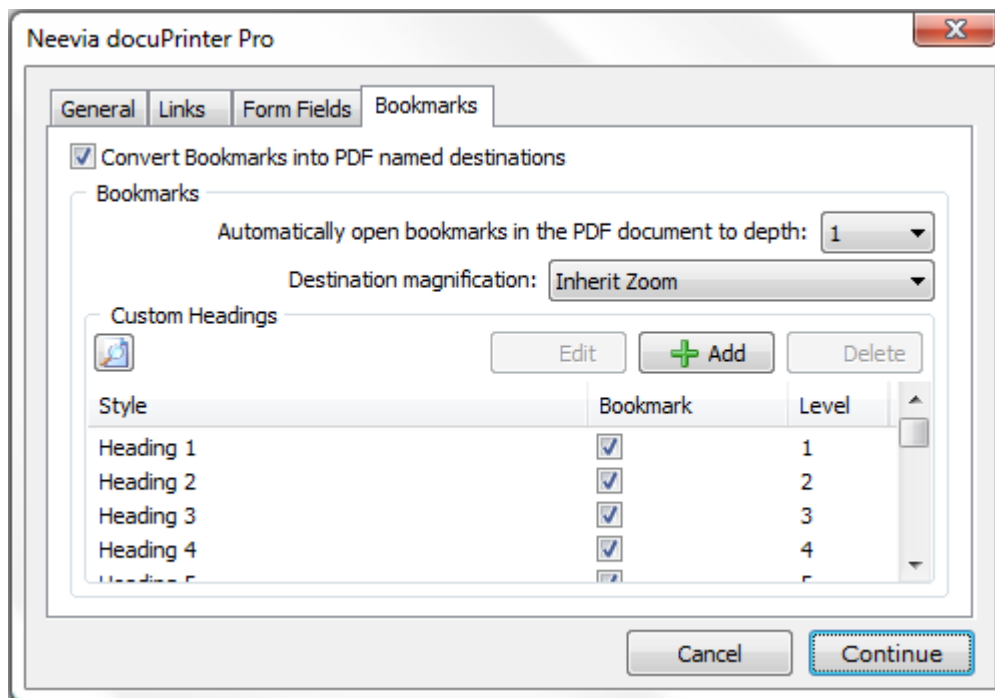 Neevia docuPrinter Pro
General Links Form Fields Bookmarks
Convert Bookmarks into PDF named destinations
Bookmarks
Automatically open bookmarks in the PDF document to depth: 1
Destination magnification: Inherit Zoom
Custom Headings
Edit Add Delete
Style Bookmark Level
Heading 1 1
Heading 2 2
Heading 3 3
Heading 4 4
Cancel Continue